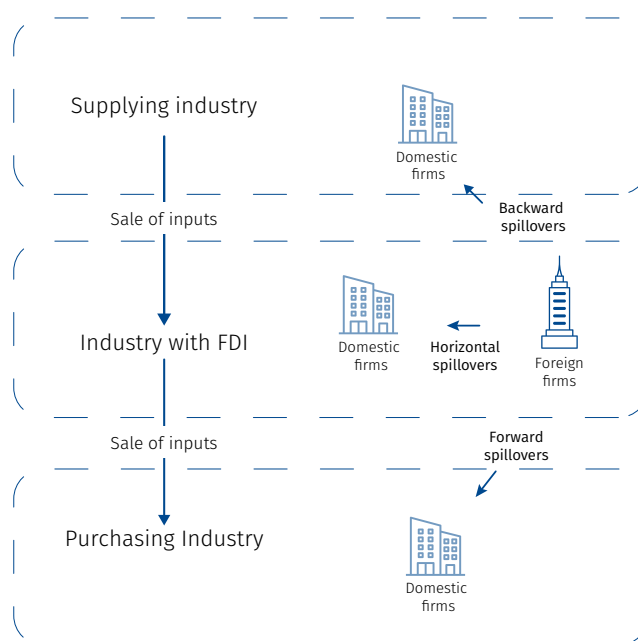 Supplying industry
Domestic
firms
Backward
spillovers
Sale of inputs
Industry with FDI
Domestic
firms
Horizontal
spillovers
Foreign
firms
Sale of inputs
Forward
spillovers
Purchasing Industry
Domestic
firms